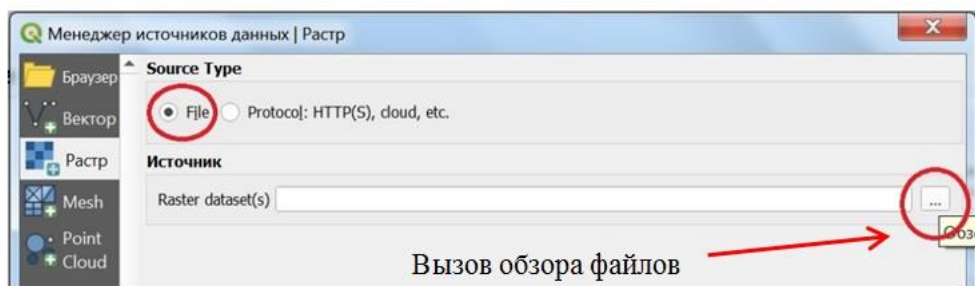 Менеджер источников данных | Растр
Браузер
Source Type
Вектор
File Protocol: HTTP(S), cloud, etc.
Растр
Источник
Mesh
Raster dataset(s) ...
Point
Cloud
Вызов обзора файлов